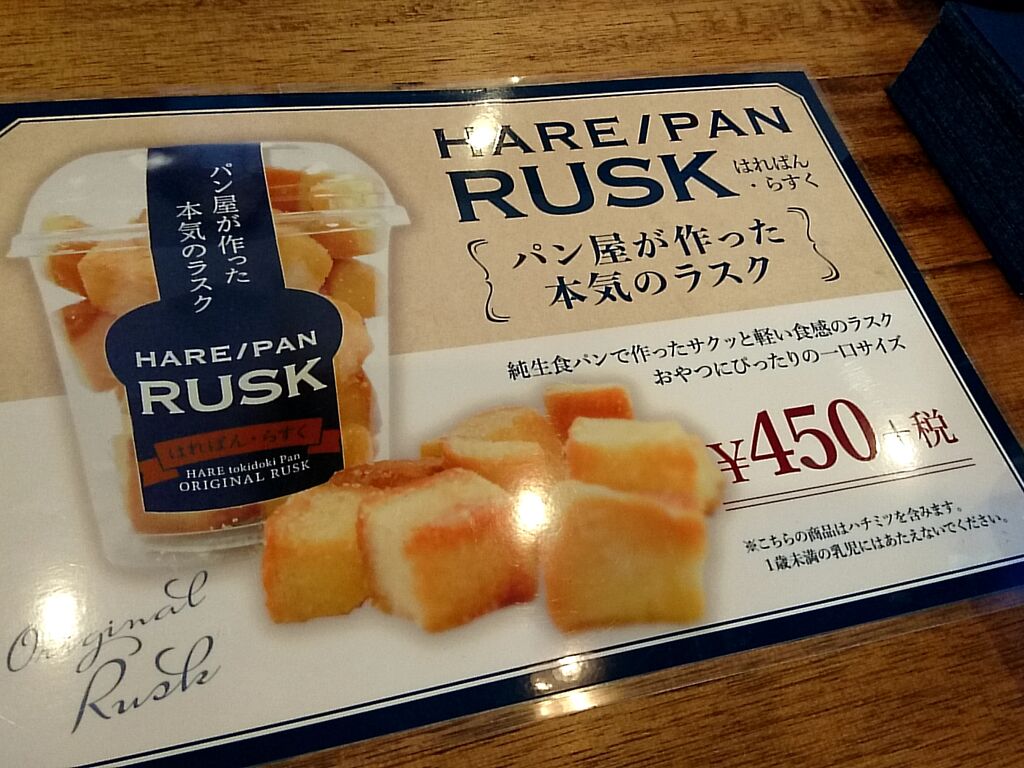 パン屋が作った
本気のラスク
HARE/PAN
RUSK
はれぱん・らすく
HARE tokidoki Pan
ORIGINAL RUSK
HARE/PAN
RUSK
はれぱん
・らすく
パン屋が作った
本気のラスク
純生食パンで作ったサクッと軽い食感のラスク
おやつにぴったりの一口サイズ
¥450+税
※こちらの商品はハチミツを含みます。
1歳未満の乳児にはあたえないでください。
Original
Rusk